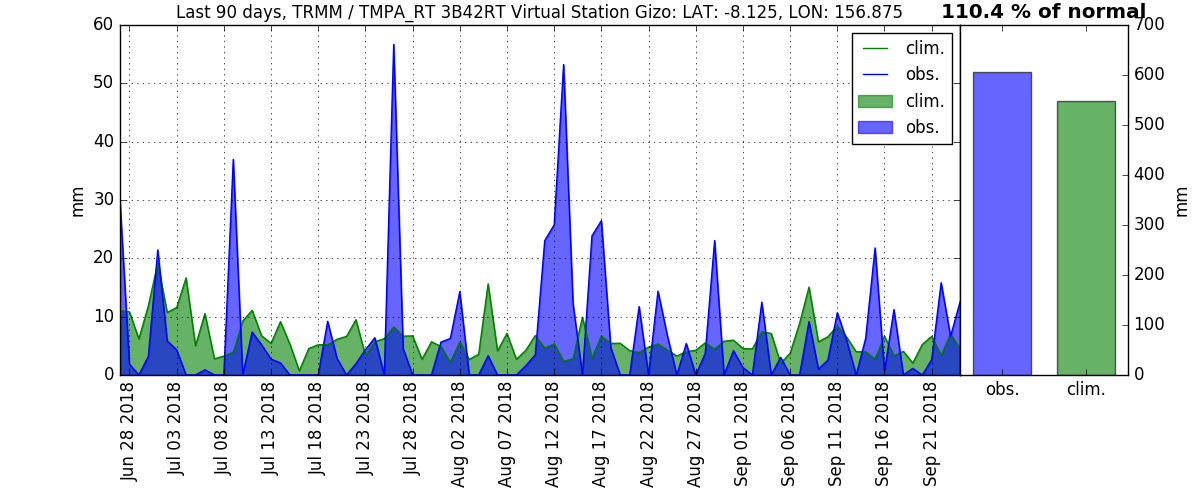 Last 90 days, TRMM / TMPA_RT 3B42RT Virtual Station Gizo: LAT: -8.125, LON: 156.875
110.4 % of normal
60
50
40
30
20
10
0
mm
clim.
obs.
clim.
obs.
700
600
500
400
300
200
100
0
mm
Jun 28 2018
Jul 03 2018
Jul 08 2018
Jul 13 2018
Jul 18 2018
Jul 23 2018
Jul 28 2018
Aug 02 2018
Aug 07 2018
Aug 12 2018
Aug 17 2018
Aug 22 2018
Aug 27 2018
Sep 01 2018
Sep 06 2018
Sep 11 2018
Sep 16 2018
Sep 21 2018
obs.
clim.